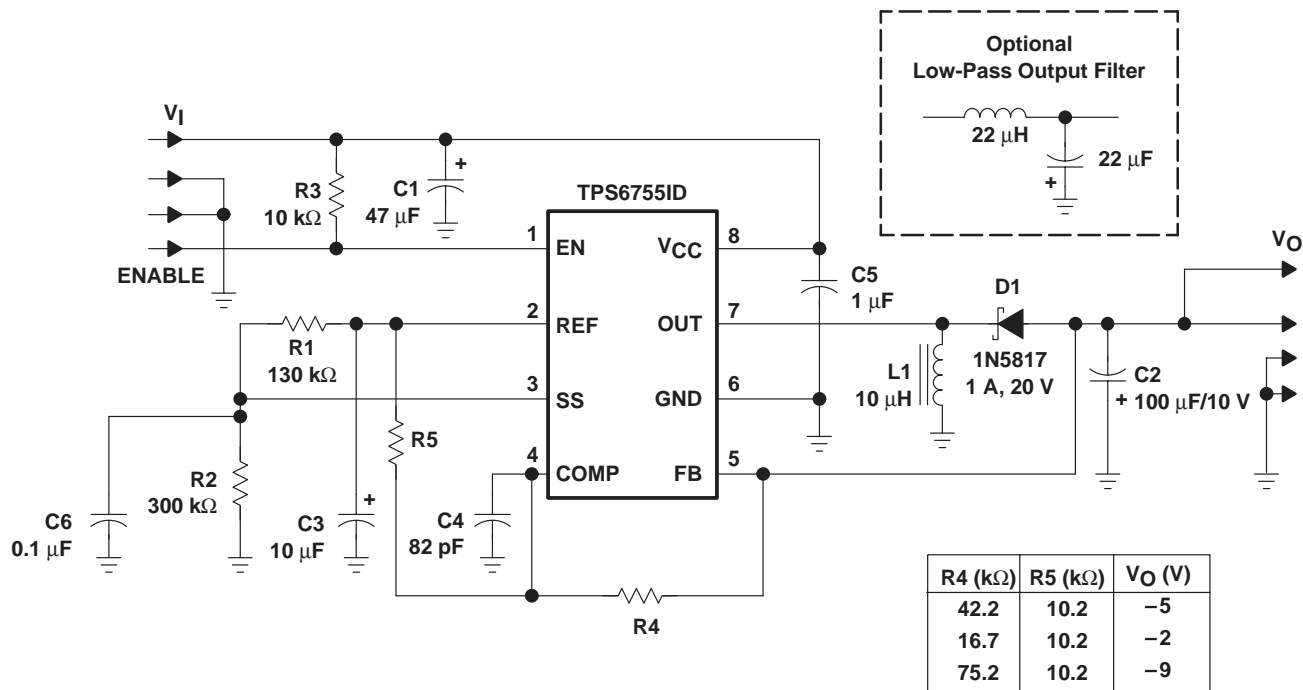 Optional
Low-Pass Output Filter
22 µH
22 µF
+
VI
R3
10 kΩ
C1
47 µF
+
ENABLE
TPS6755ID
1
EN
2
REF
3
SS
4
COMP
VCC
8
OUT
7
GND
6
FB
5
C5
1 µF
R1
130 kΩ
R2
300 kΩ
C6
0.1 µF
C3
10 µF
+
R5
C4
82 pF
R4
L1
10 µH
D1
1N5817
1 A, 20 V
C2
+ 100 µF/10 V
VO
R4 (kΩ) R5 (kΩ) VO (V)
42.2 10.2 −5
16.7 10.2 −2
75.2 10.2 −9